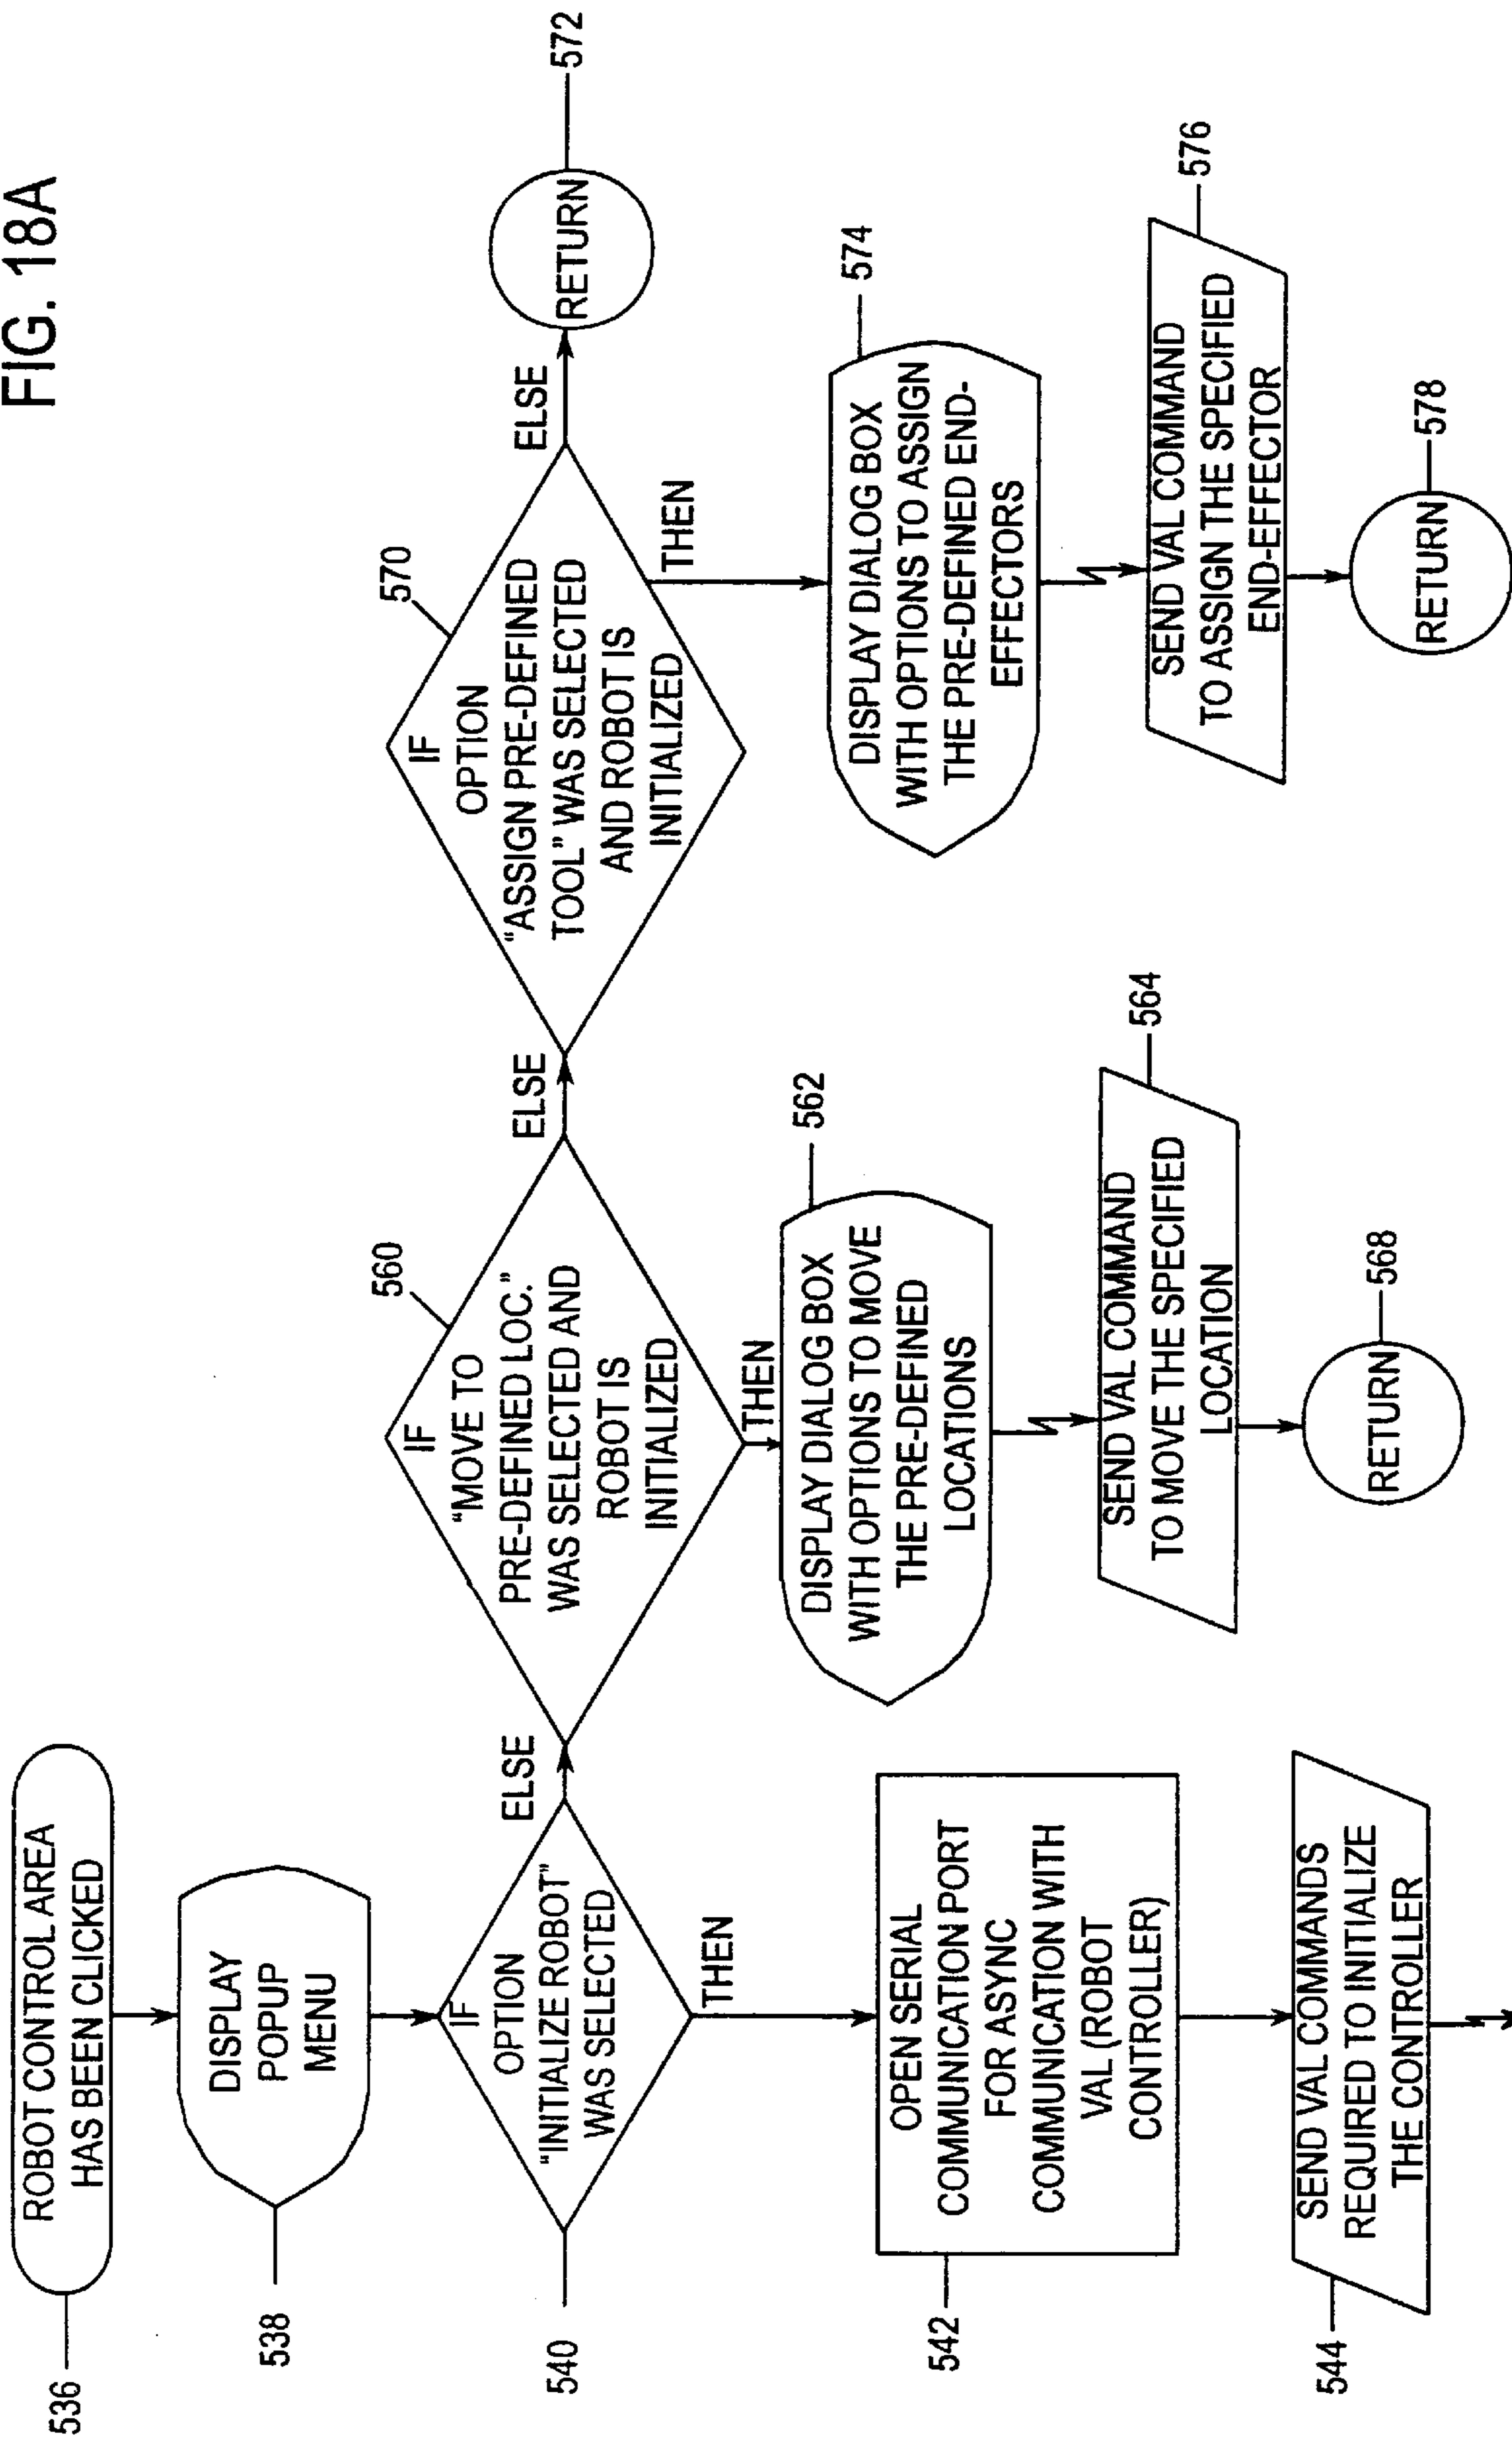 FIG. 18A
ROBOT CONTROL AREA
HAS BEEN CLICKED
536
DISPLAY
POPUP
MENU
538
IF
OPTION
“INITIALIZE ROBOT”
WAS SELECTED
540
ELSE
THEN
OPEN SERIAL
COMMUNICATION PORT
FOR ASYNC
COMMUNICATION WITH
VAL (ROBOT
CONTROLLER)
542
SEND VAL COMMANDS
REQUIRED TO INITIALIZE
THE CONTROLLER
544
IF
“MOVE TO
PRE-DEFINED LOC.”
WAS SELECTED AND
ROBOT IS
INITIALIZED
560
ELSE
THEN
DISPLAY DIALOG BOX
WITH OPTIONS TO MOVE
THE PRE-DEFINED
LOCATIONS
562
SEND VAL COMMAND
TO MOVE THE SPECIFIED
LOCATION
564
RETURN
568
IF
OPTION
“ASSIGN PRE-DEFINED
TOOL” WAS SELECTED
AND ROBOT IS
INITIALIZED
570
ELSE
RETURN
572
THEN
DISPLAY DIALOG BOX
WITH OPTIONS TO ASSIGN
THE PRE-DEFINED END-
EFFECTORS
574
SEND VAL COMMAND
TO ASSIGN THE SPECIFIED
END-EFFECTOR
576
RETURN
578